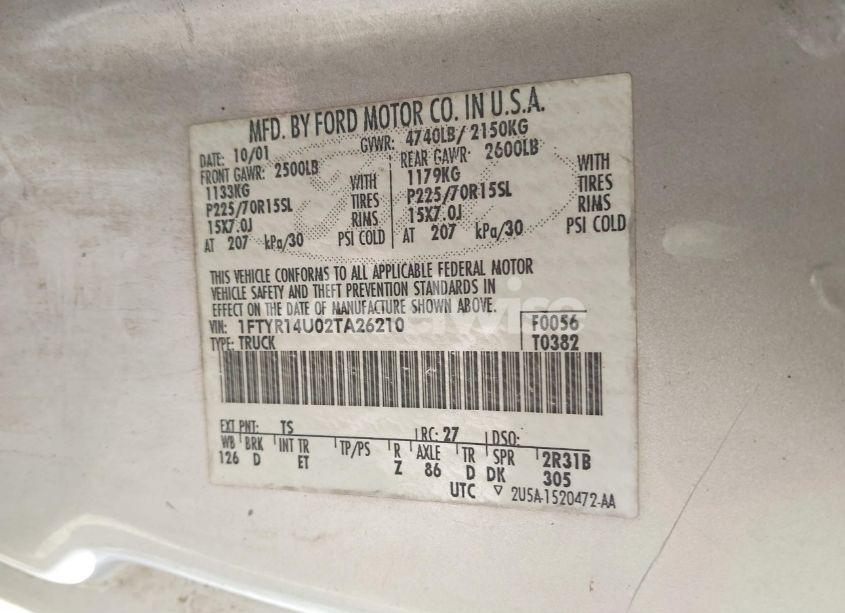 MFD. BY FORD MOTOR CO. IN U.S.A.
DATE: 10/01 GVWR: 4740LB/ 2150KG
FRONT GAWR: 2500LB REAR GAWR: 2600LB
1133KG WITH 1179KG WITH
P225/70R15SL TIRES P225/70R15SL TIRES
15X7.0J RIMS 15X7.0J RIMS
AT 207 kPa/30 PSI COLD AT 207 kPa/30 PSI COLD
THIS VEHICLE CONFORMS TO ALL APPLICABLE FEDERAL MOTOR
VEHICLE SAFETY AND THEFT PREVENTION STANDARDS IN
EFFECT ON THE DATE OF MANUFACTURE SHOWN ABOVE.
VIN: 1FTYR14U02TA26210 F0056
TYPE: TRUCK T0382
EXT PNT: TS RC: 27 DSO:
WB BRK INT TR TP/PS R AXLE TR SPR 2R31B
126 D ET Z 86 D DK 305
UTC ▽ 2U5A-1520472-AA